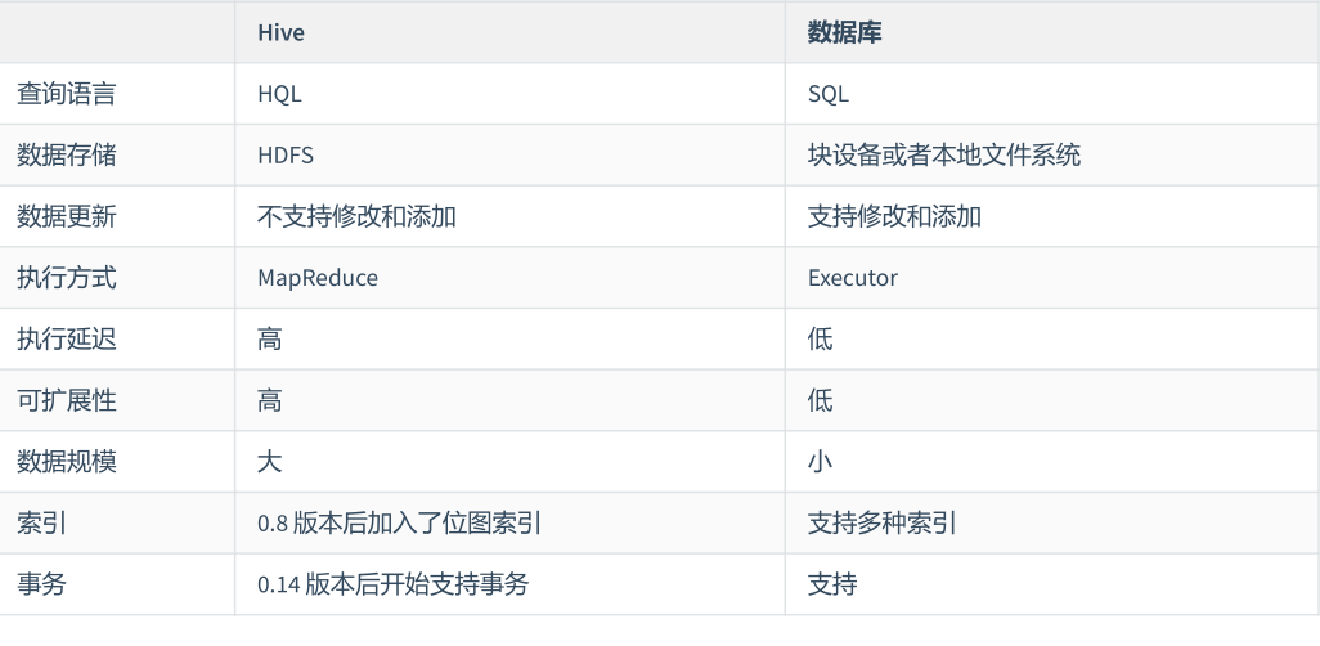 Hive 数据库
查询语言 HQL SQL
数据存储 HDFS 块设备或者本地文件系统
数据更新 不支持修改和添加 支持修改和添加
执行方式 MapReduce Executor
执行延迟 高 低
可扩展性 高 低
数据规模 大 小
索引 0.8 版本后加入了位图索引 支持多种索引
事务 0.14 版本后开始支持事务 支持